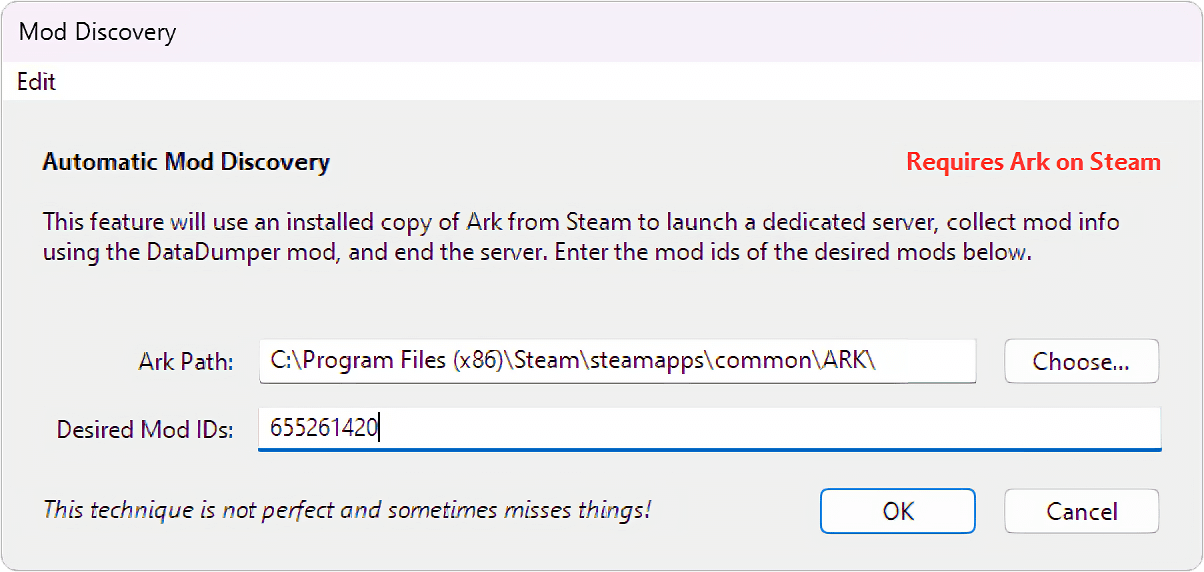 Mod Discovery
Edit
Automatic Mod Discovery
Requires Ark on Steam
This feature will use an installed copy of Ark from Steam to launch a dedicated server, collect mod info
using the DataDumper mod, and end the server. Enter the mod ids of the desired mods below.
Ark Path:
C:\Program Files (x86)\Steam\steamapps\common\ARK\
Choose...
Desired Mod IDs:
655261420
This technique is not perfect and sometimes misses things!
OK
Cancel